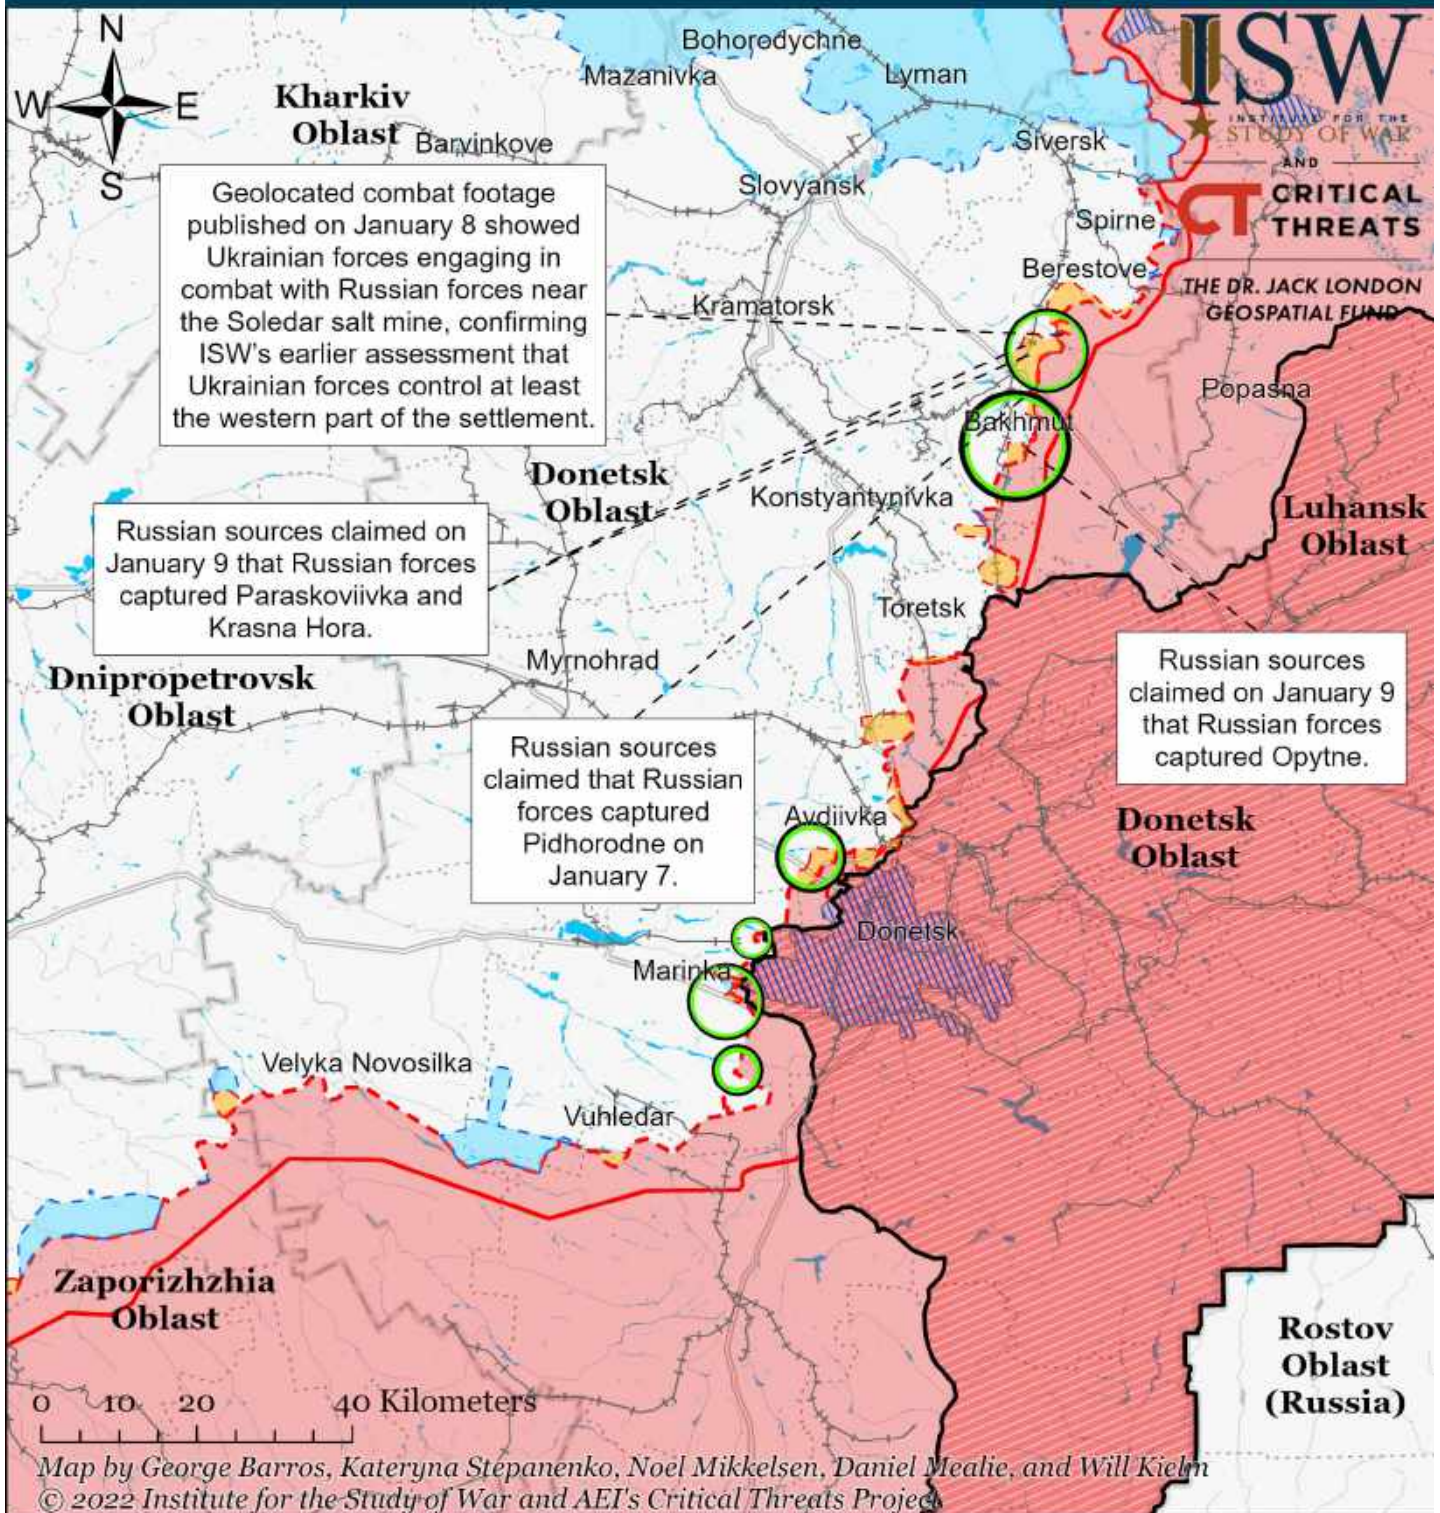 N
W
E
S
Kharkiv
Oblast
Barvinkove
Mazanivka
Bohorodychne
Lyman
Siversk
Slovyansk
Spirne
Berestove
Kramatorsk
Popasna
Bakhmut
ISW
INSTITUTE FOR THE
STUDY OF WAR
AND
CT CRITICAL
THREATS
THE DR. JACK LONDON
GEOSPATIAL FUND
Geolocated combat footage
published on January 8 showed
Ukrainian forces engaging in
combat with Russian forces near
the Soledar salt mine, confirming
ISW's earlier assessment that
Ukrainian forces control at least
the western part of the settlement.
Donetsk
Oblast
Konstyantynivka
Luhansk
Oblast
Russian sources claimed on
January 9 that Russian forces
captured Paraskoviivka and
Krasna Hora.
Toretsk
Myrnohrad
Dnipropetrovsk
Oblast
Russian sources
claimed on January 9
that Russian forces
captured Opytne.
Russian sources
claimed that Russian
forces captured
Pidhorodne on
January 7.
Avdiivka
Donetsk
Oblast
Donetsk
Marinka
Velyka Novosilka
Vuhledar
Zaporizhzhia
Oblast
Rostov
Oblast
(Russia)
0 10 20 40 Kilometers
Map by George Barros, Kateryna Stepanenko, Noel Mikkelsen, Daniel Mealie, and Will Kielm
© 2022 Institute for the Study of War and AEI's Critical Threats Project